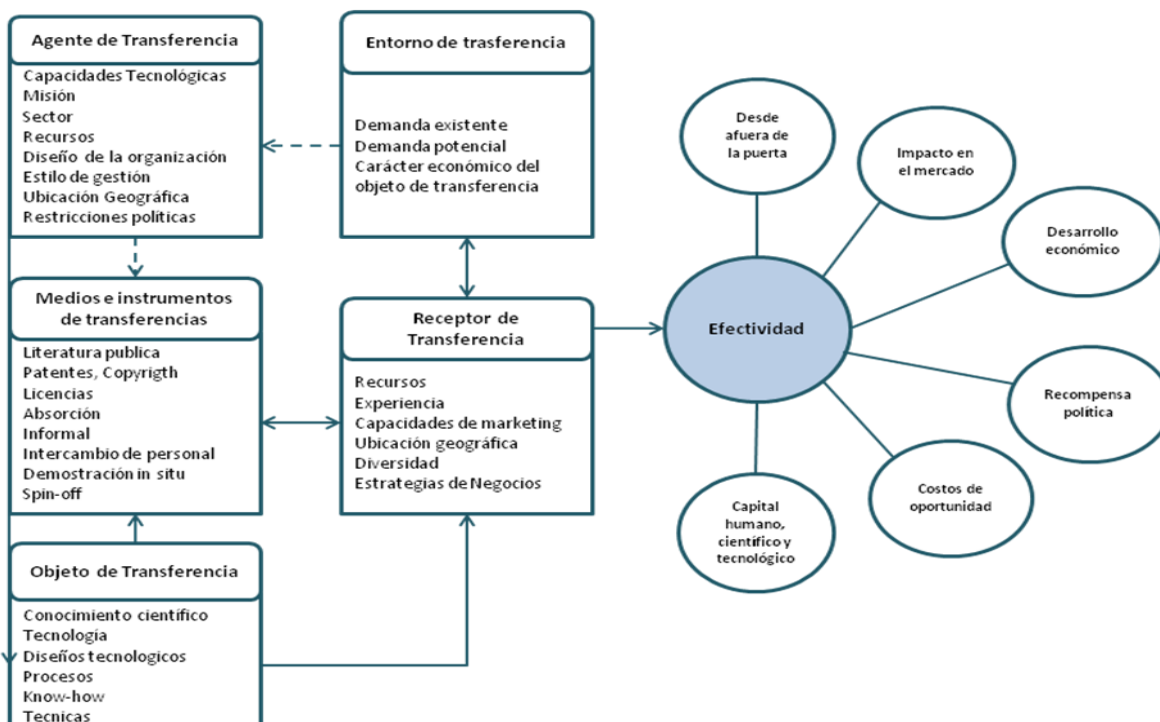 Agente de Transferencia
Capacidades Tecnológicas
Misión
Sector
Recursos
Diseño de la organización
Estilo de gestión
Ubicación Geográfica
Restricciones políticas
Entorno de trasferencia
Demanda existente
Demanda potencial
Carácter económico del
objeto de transferencia
Medios e instrumentos
de transferencias
Literatura publica
Patentes, Copyrigth
Licencias
Absorción
Informal
Intercambio de personal
Demostración in situ
Spin-off
Receptor de
Transferencia
Recursos
Experiencia
Capacidades de marketing
Ubicación geográfica
Diversidad
Estrategias de Negocios
Objeto de Transferencia
Conocimiento científico
Tecnología
Diseños tecnologicos
Procesos
Know-how
Tecnicas
Efectividad
Desde
afuera de
la puerta
Impacto en
el mercado
Desarrollo
económico
Recompensa
política
Costos de
oportunidad
Capital
humano,
científico y
tecnológico